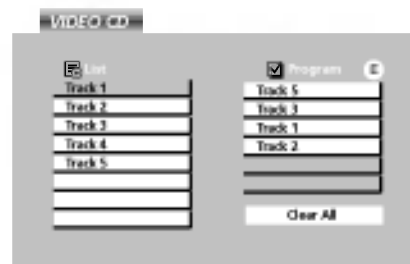 VIDEO CD
List
Track 1
Track 2
Track 3
Track 4
Track 5
Program E
Track 5
Track 3
Track 1
Track 2
Clear All